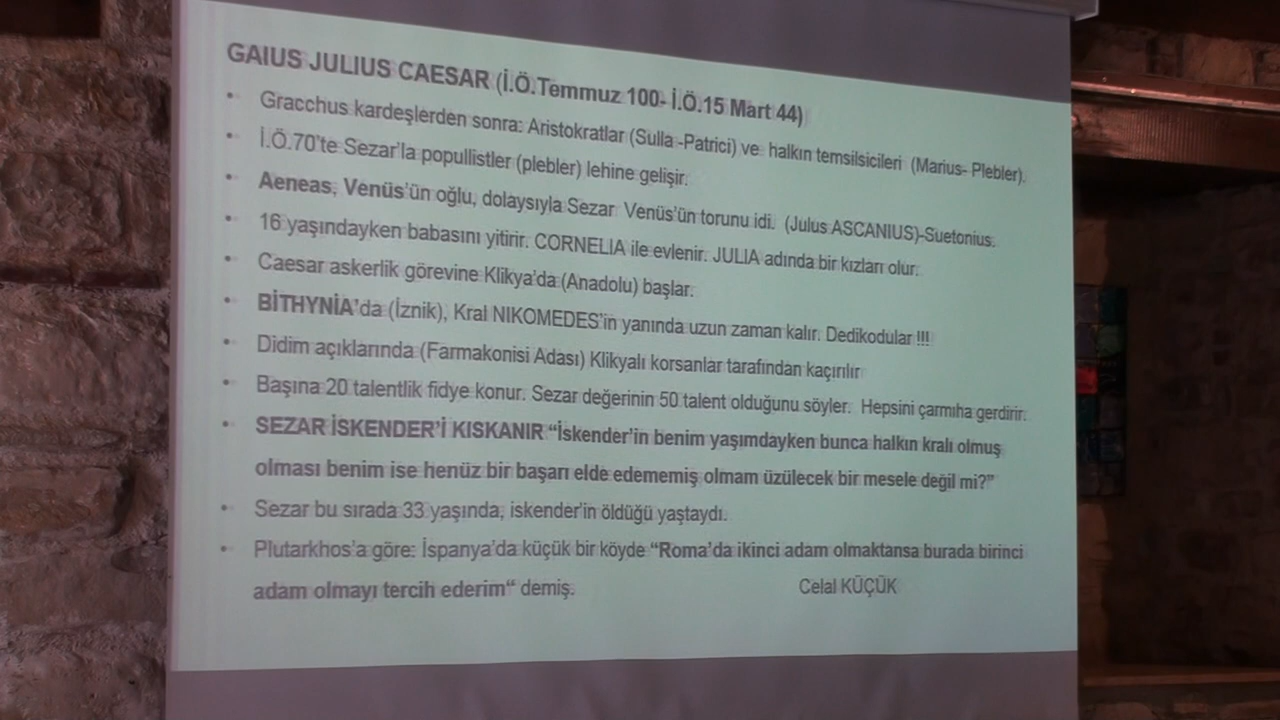 GAIUS JULIUS CAESAR (İ.Ö.Temmuz 100- İ.Ö.15 Mart 44)
• Gracchus kardeşlerden sonra: Aristokratlar (Sulla -Patrici) ve halkın temsilsicileri (Marius- Plebler).
• İ.Ö.70'te Sezar'la popullistler (plebler) lehine gelişir.
• Aeneas, Venüs'ün oğlu, dolaysıyla Sezar Venüs'ün torunu idi. (Julus ASCANIUS)-Suetonius.
• 16 yaşındayken babasını yitirir. CORNELIA ile evlenir. JULIA adında bir kızları olur.
• Caesar askerlik görevine Klikya'da (Anadolu) başlar.
• BİTHYNİA'da (İznik), Kral NIKOMEDES'in yanında uzun zaman kalır. Dedikodular !!!
• Didim açıklarında (Farmakonisi Adası) Klikyalı korsanlar tarafından kaçırılır
• Başına 20 talentlik fidye konur. Sezar değerinin 50 talent olduğunu söyler. Hepsini çarmıha gerdirir.
• SEZAR İSKENDER'İ KISKANIR "İskender'in benim yaşımdayken bunca halkın kralı olmuş
olması benim ise henüz bir başarı elde edememiş olmam üzülecek bir mesele değil mi?"
• Sezar bu sırada 33 yaşında, iskender'in öldüğü yaştaydı.
• Plutarkhos'a göre: İspanya'da küçük bir köyde "Roma'da ikinci adam olmaktansa burada birinci
adam olmayı tercih ederim" demiş.
Celal KÜÇÜK